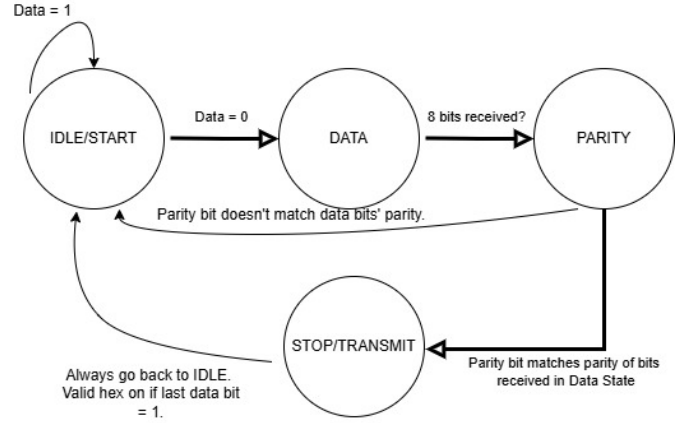 Data = 1
IDLE/START
Data = 0
DATA
8 bits received?
PARITY
Parity bit doesn't match data bits' parity.
STOP/TRANSMIT
Parity bit matches parity of bits
received in Data State
Always go back to IDLE.
Valid hex on if last data bit
= 1.